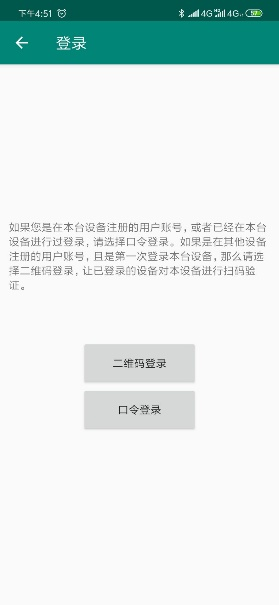 下午4:51
4G 4G
登录
如果您是在本台设备注册的用户账号，或者已经在本台
设备进行过登录，请选择口令登录。如果是在其他设备
注册的用户账号，且是第一次登录本台设备，那么请选
择二维码登录，让已登录的设备对本设备进行扫码验
证。
二维码登录
口令登录